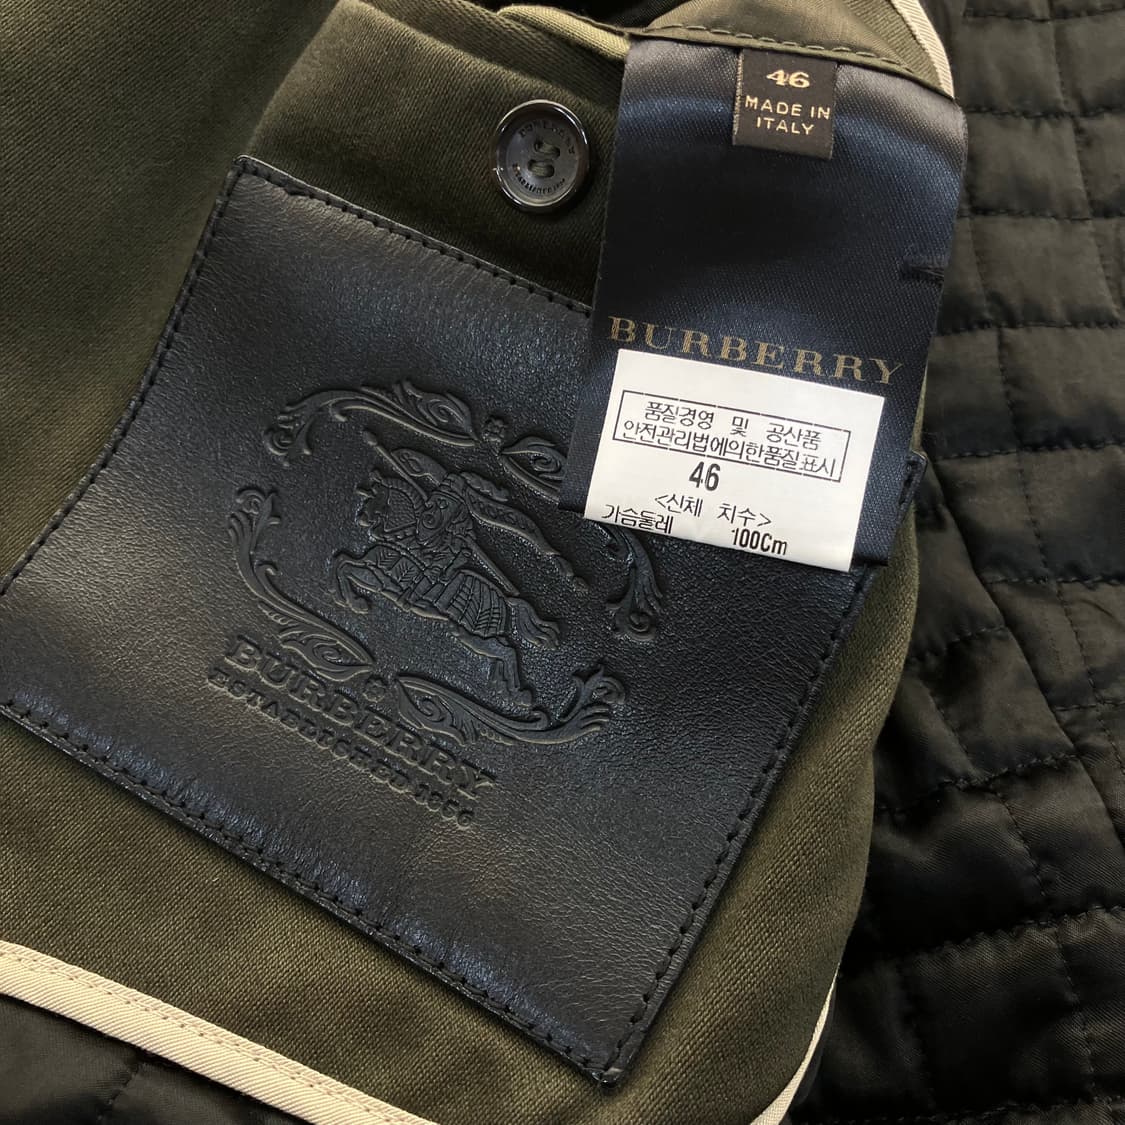 46
MADE IN
ITALY
BURBERRY
품질경영 및 공산품
안전관리법에의한품질표시
46
<신체 치수>
가슴둘레 100Cm
BURBERRY
ESTABLISHED 1856